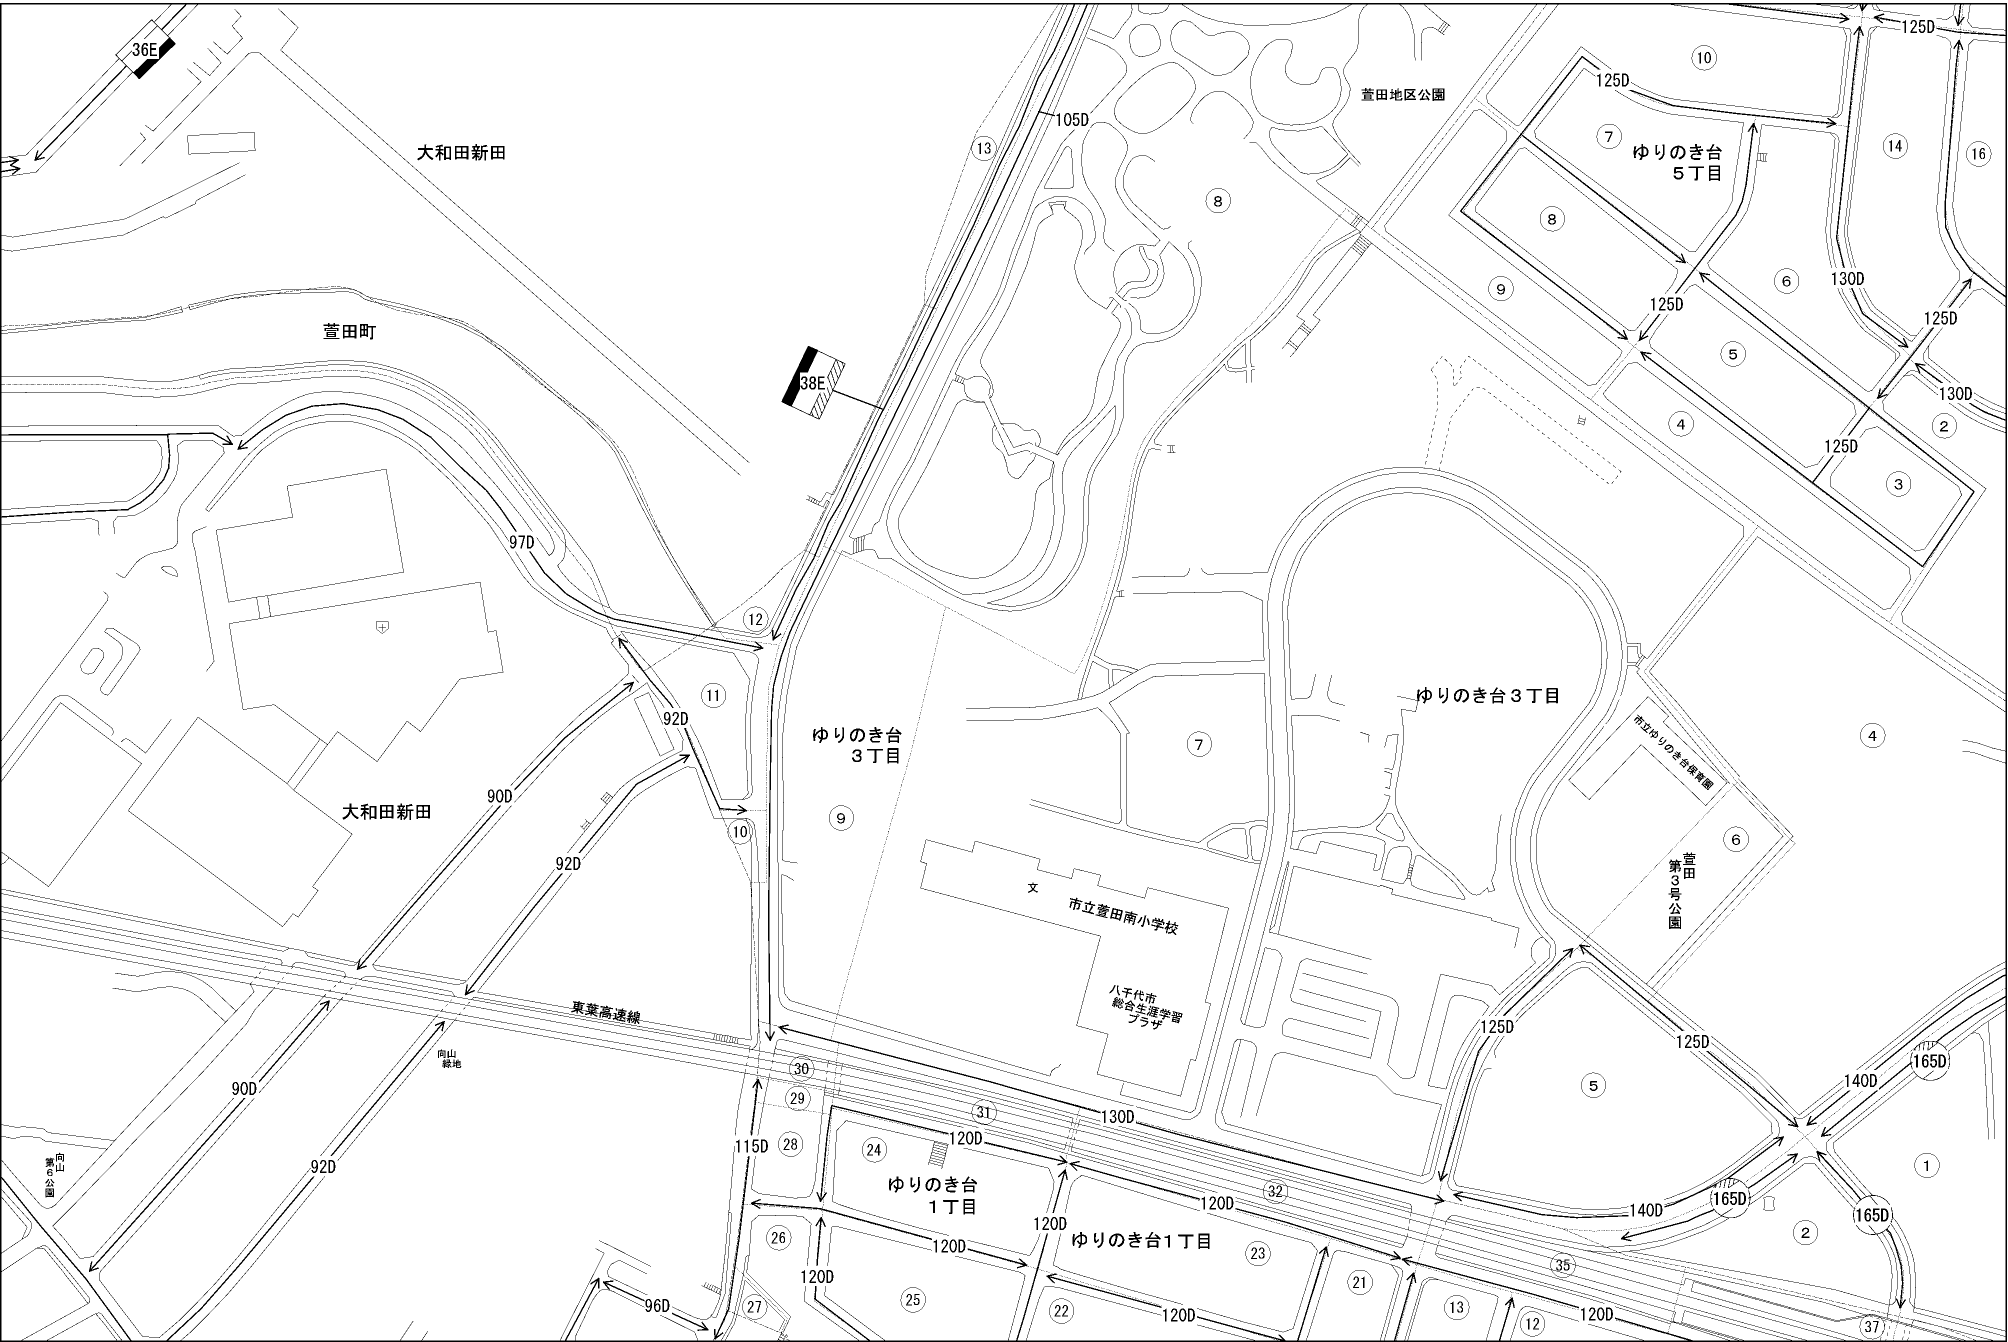 36E
大和田新田
13
105D
萱田地区公園
10
125D
125D
7
ゆりのき台
5丁目
14
16
8
8
9
6
130D
125D
125D
5
130D
4
2
125D
3
萱田町
38E
97D
12
11
92D
90D
大和田新田
92D
10
ゆりのき台
3丁目
9
7
ゆりのき台3丁目
市立ゆりのき台保育園
4
6
萱田
第3号公園
文
市立萱田南小学校
八千代市
総合生涯学習
プラザ
東葉高速線
向山
緑地
90D
92D
向山
第6公園
125D
125D
5
140D
165D
1
30
29
31
130D
28
115D
24
120D
ゆりのき台
1丁目
32
120D
120D
140D
165D
165D
2
26
120D
ゆりのき台1丁目
23
35
120D
21
96D
27
25
22
120D
13
12
120D
37